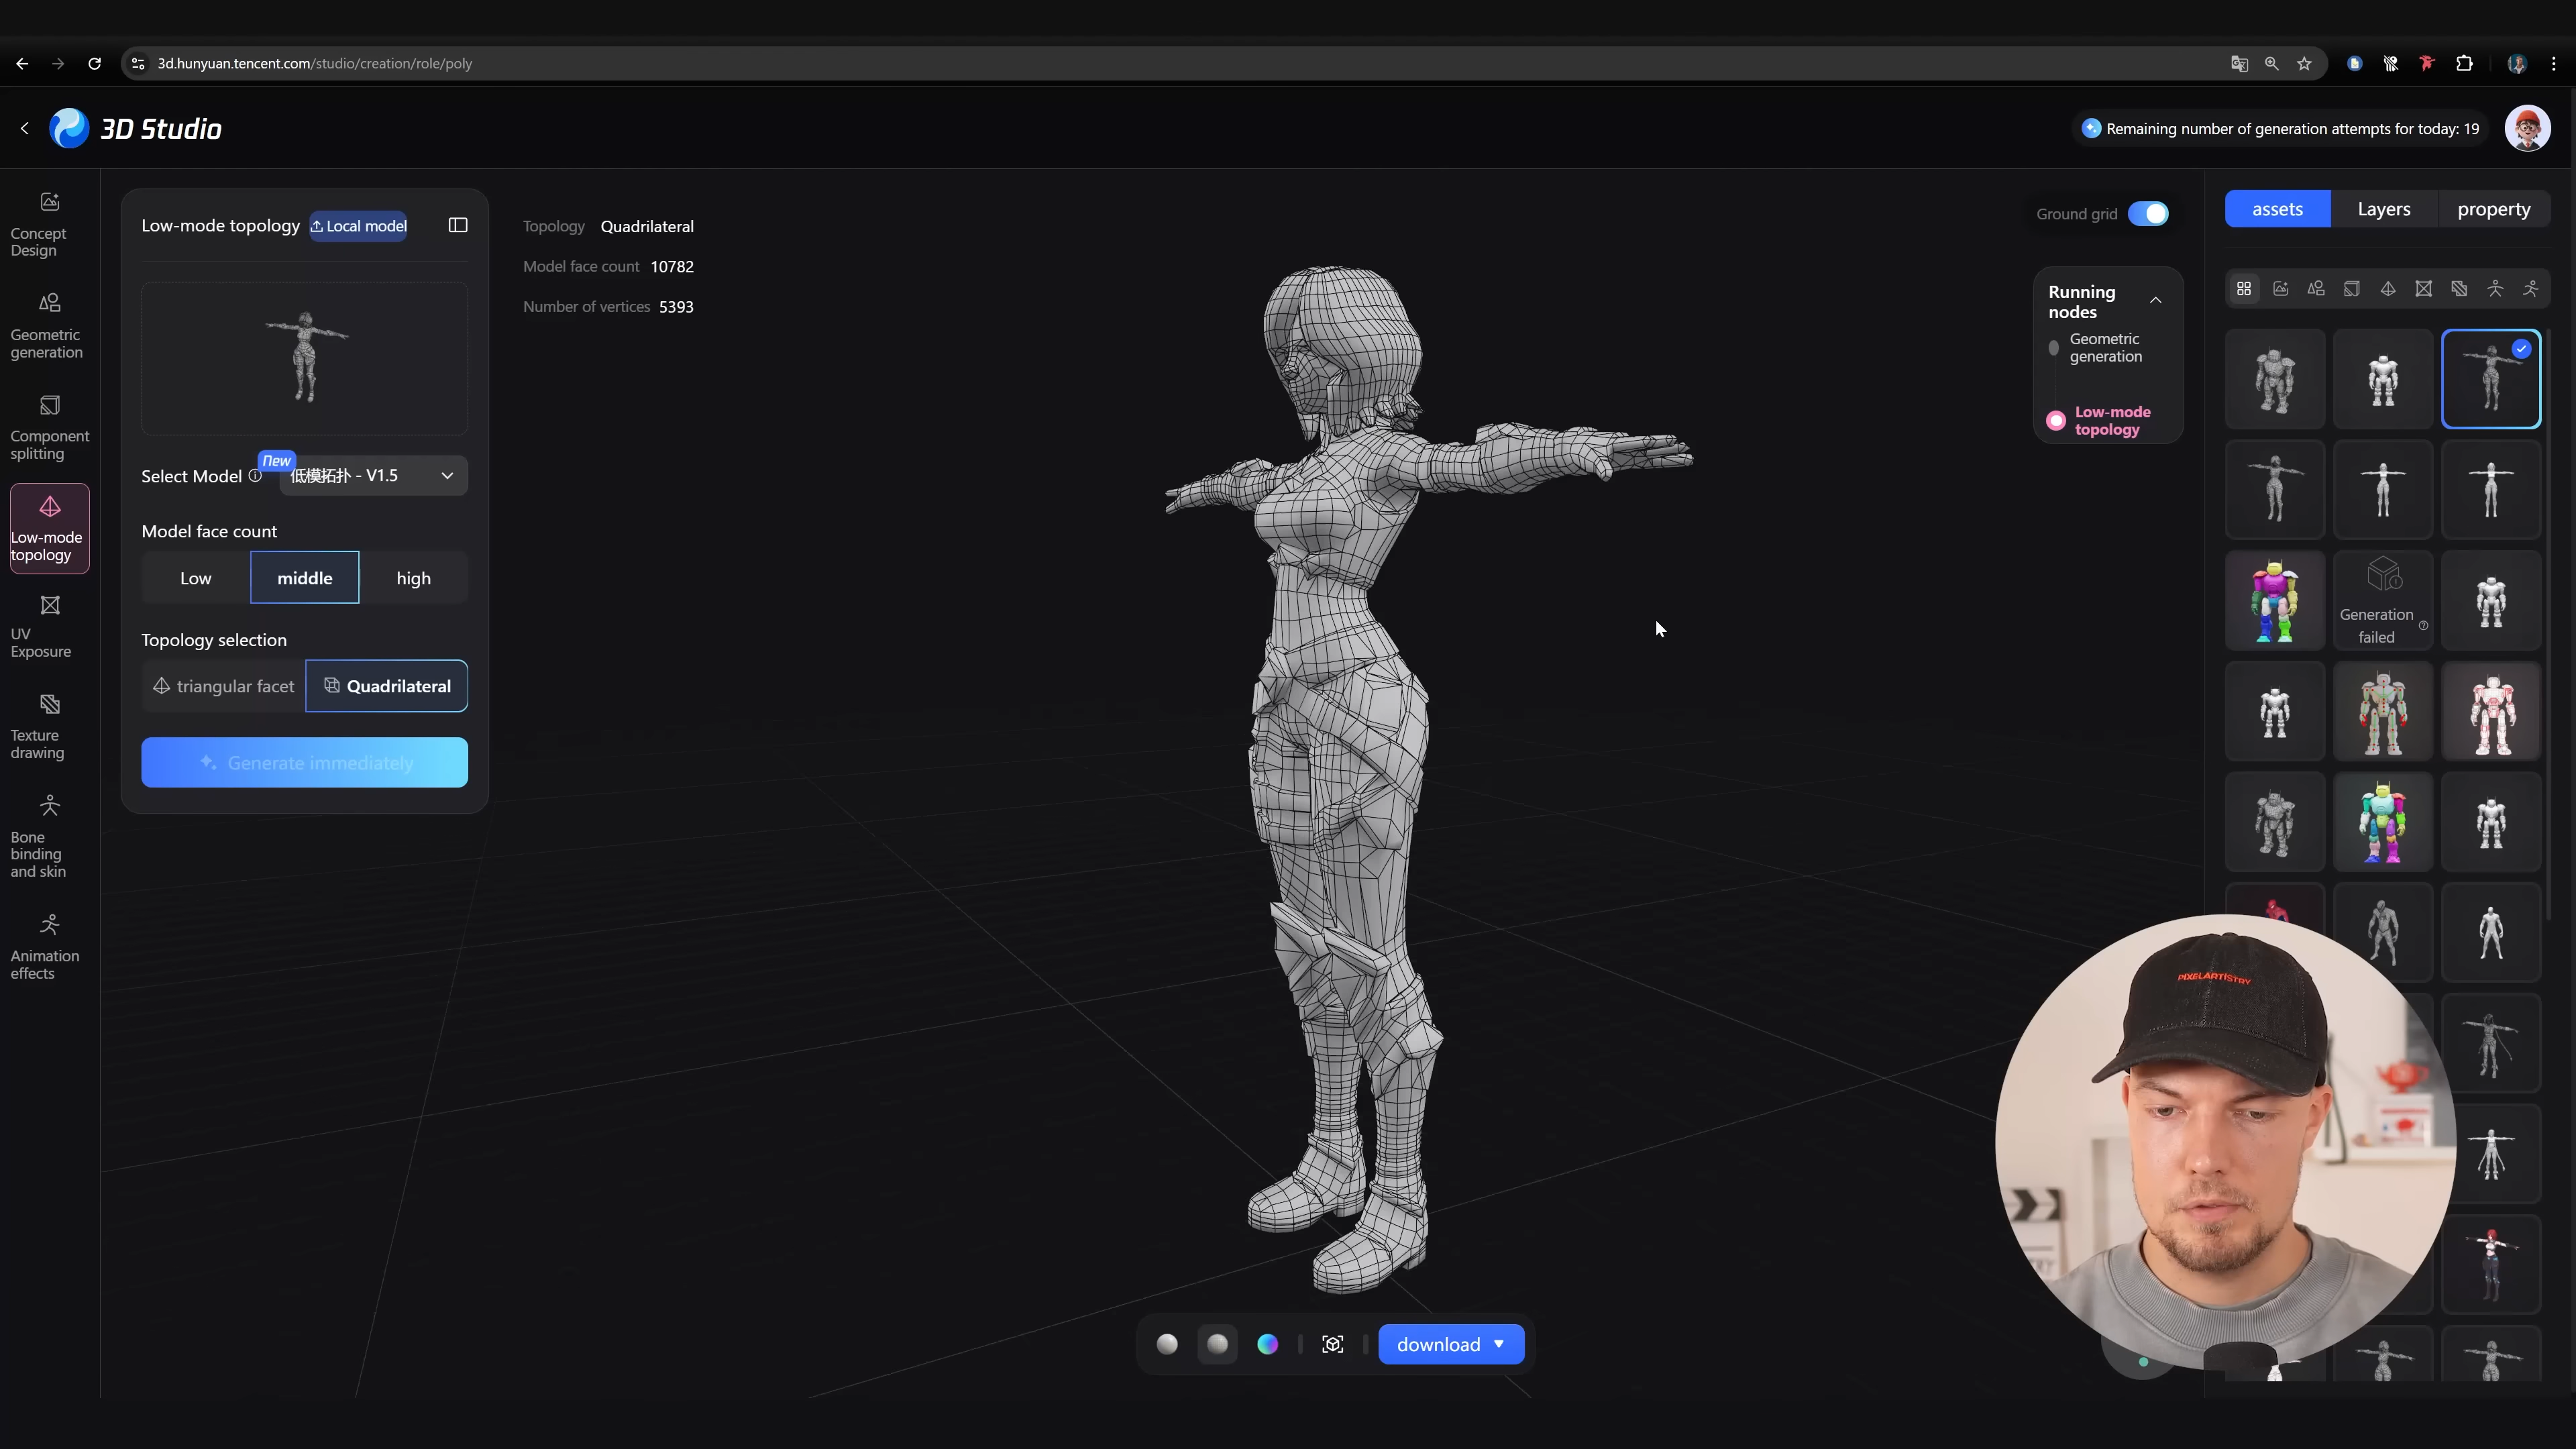 3d.hunyuan.tencent.com/studio/creation/role/poly
3D Studio
Remaining number of generation attempts for today: 19
Concept
Design
Geometric
generation
Component
splitting
Low-mode
topology
UV
Exposure
Texture
drawing
Bone
binding
and skin
Animation
effects
Low-mode topology
Local model
Select Model
New
低模拓扑 - V1.5
Model face count
Low
middle
high
Topology selection
triangular facet
Quadrilateral
Generate immediately
Topology Quadrilateral
Model face count 10782
Number of vertices 5393
Ground grid
Running
nodes
Geometric
generation
Low-mode
topology
assets
Layers
property
Generation
failed
PIXELARTISTRY
download